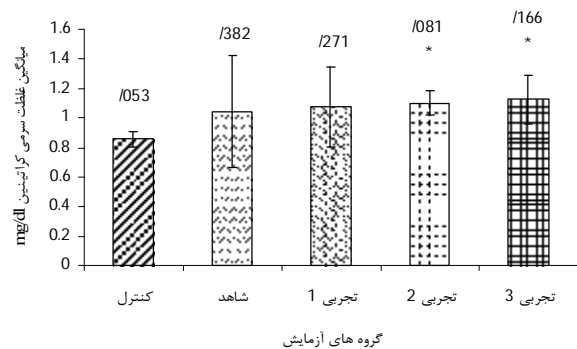 میانگین غلظت سرمی کراتینین mg/dl
1.6
1.4
1.2
1
0.8
0.6
0.4
0.2
0
/053
/382
/271
/081
*
/166
*
کنترل
شاهد
تجربی 1
تجربی 2
تجربی 3
گروه های آزمایش